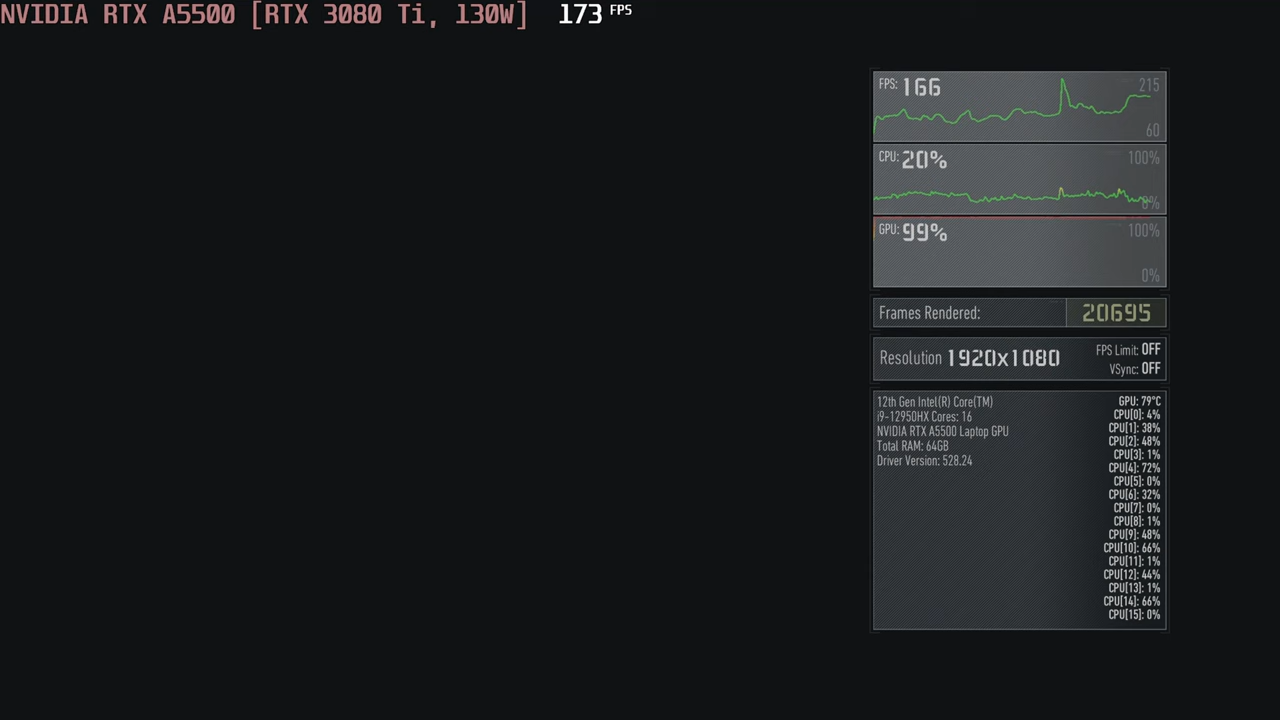 NVIDIA RTX A5500 [RTX 3080 Ti, 130W] 173 FPS
FPS: 166 215
60
CPU: 20% 100%
0%
GPU: 99% 100%
0%
Frames Rendered: 20695
Resolution 1920x1080
FPS Limit: OFF
VSync: OFF
12th Gen Intel(R) Core(TM)
i9-12950HX Cores: 16
NVIDIA RTX A5500 Laptop GPU
Total RAM: 64GB
Driver Version: 528.24
GPU: 79°C
CPU[0]: 4%
CPU[1]: 38%
CPU[2]: 48%
CPU[3]: 1%
CPU[4]: 72%
CPU[5]: 0%
CPU[6]: 32%
CPU[7]: 0%
CPU[8]: 1%
CPU[9]: 48%
CPU[10]: 66%
CPU[11]: 1%
CPU[12]: 44%
CPU[13]: 1%
CPU[14]: 66%
CPU[15]: 0%